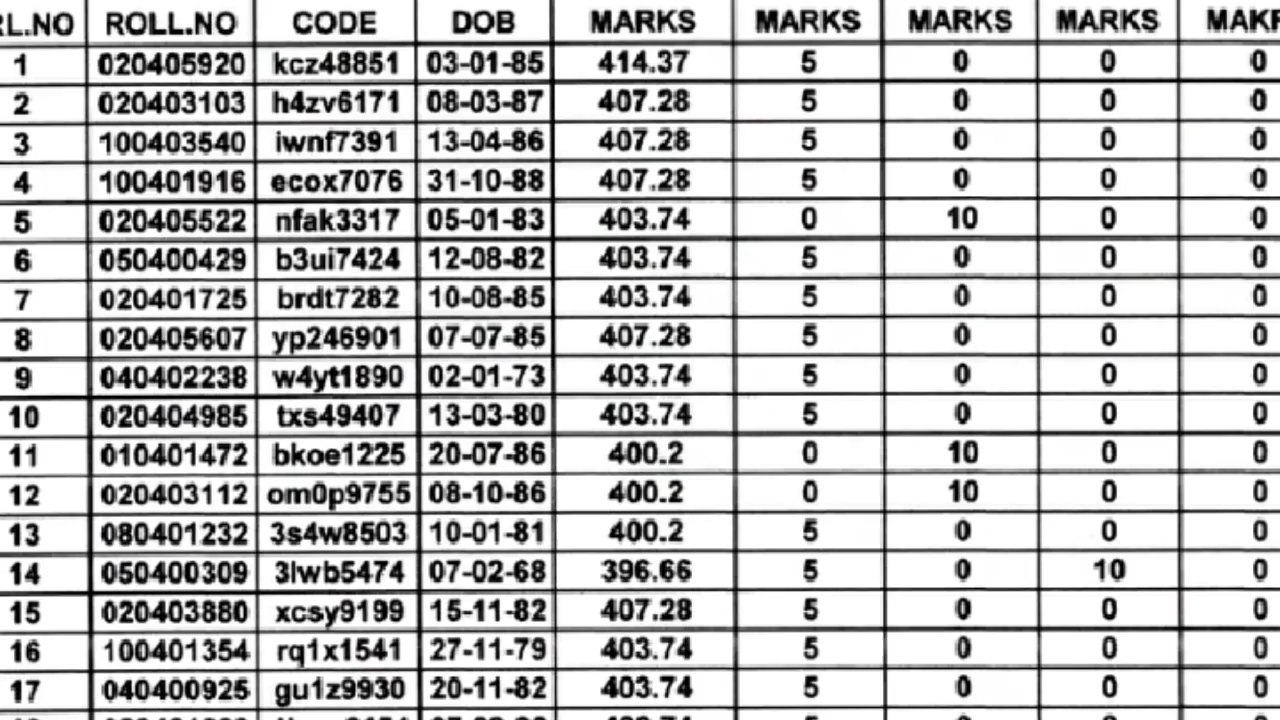 RL.NO ROLL.NO CODE DOB MARKS MARKS MARKS MARKS MAKR
1 020405920 kcz48851 03-01-85 414.37 5 0 0 0
2 020403103 h4zv6171 08-03-87 407.28 5 0 0 0
3 100403540 iwnf7391 13-04-86 407.28 5 0 0 0
4 100401916 ecox7076 31-10-88 407.28 5 0 0 0
5 020405522 nfak3317 05-01-83 403.74 0 10 0 0
6 050400429 b3ui7424 12-08-82 403.74 5 0 0 0
7 020401725 brdt7282 10-08-85 403.74 5 0 0 0
8 020405607 yp246901 07-07-85 407.28 5 0 0 0
9 040402238 w4yt1890 02-01-73 403.74 5 0 0 0
10 020404985 txs49407 13-03-80 403.74 5 0 0 0
11 010401472 bkoe1225 20-07-86 400.2 0 10 0 0
12 020403112 om0p9755 08-10-86 400.2 0 10 0 0
13 080401232 3s4w8503 10-01-81 400.2 5 0 0 0
14 050400309 3lwb5474 07-02-68 396.66 5 0 10 0
15 020403880 xcsy9199 15-11-82 407.28 5 0 0 0
16 100401354 rq1x1541 27-11-79 403.74 5 0 0 0
17 040400925 gu1z9930 20-11-82 403.74 5 0 0 0